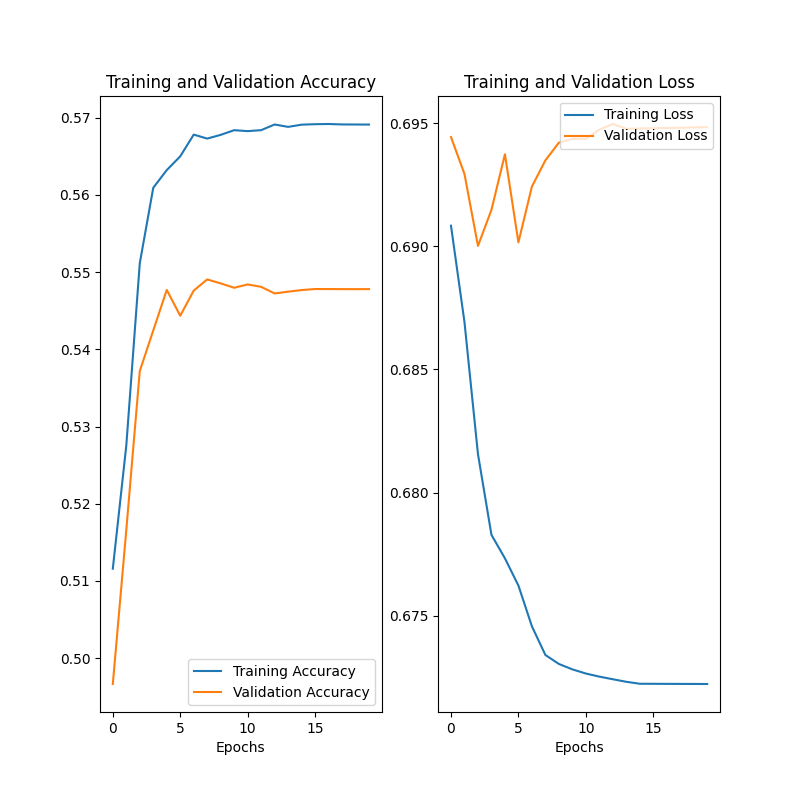 Training and Validation Accuracy
0.57
0.56
0.55
0.54
0.53
0.52
0.51
0.50
Training Accuracy
Validation Accuracy
0 5 10 15
Epochs
Training and Validation Loss
Training Loss
Validation Loss
0.695
0.690
0.685
0.680
0.675
0 5 10 15
Epochs